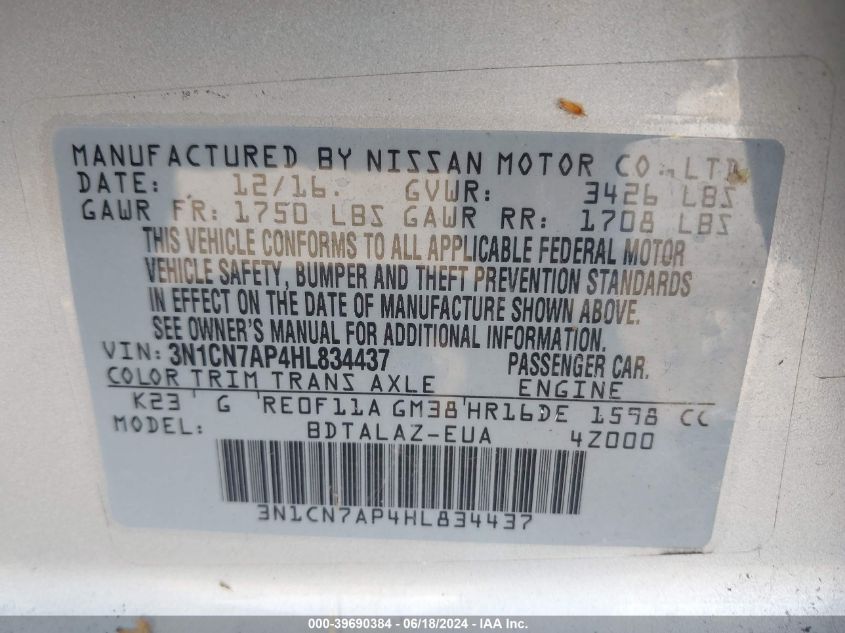 MANUFACTURED BY NISSAN MOTOR CO., LTD
DATE: 12/16. GVWR: 3426 LBS
GAWR FR: 1750 LBS GAWR RR: 1708 LBS
THIS VEHICLE CONFORMS TO ALL APPLICABLE FEDERAL MOTOR
VEHICLE SAFETY, BUMPER AND THEFT PREVENTION STANDARDS
IN EFFECT ON THE DATE OF MANUFACTURE SHOWN ABOVE.
SEE OWNER'S MANUAL FOR ADDITIONAL INFORMATION.
VIN: 3N1CN7AP4HL834437 PASSENGER CAR.
COLOR TRIM TRANS AXLE ENGINE
K23 G RE0F11A GM38 HR16DE 1598 CC
MODEL: BDTALAZ-EUA 4Z000
3N1CN7AP4HL834437
000-39690384 / 06/18/2024 / IAA Inc.